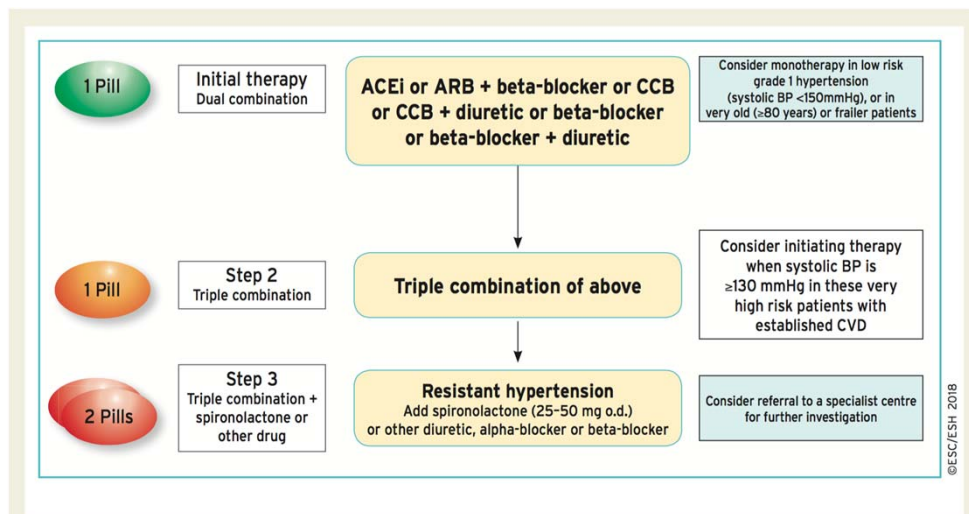 1 Pill
Initial therapy
Dual combination
ACEi or ARB + beta-blocker or CCB
or CCB + diuretic or beta-blocker
or beta-blocker + diuretic
Consider monotherapy in low risk
grade 1 hypertension
(systolic BP <150mmHg), or in
very old (≥80 years) or frailer patients
1 Pill
Step 2
Triple combination
Triple combination of above
Consider initiating therapy
when systolic BP is
≥130 mmHg in these very
high risk patients with
established CVD
2 Pills
Step 3
Triple combination +
spironolactone or
other drug
Resistant hypertension
Add spironolactone (25–50 mg o.d.)
or other diuretic, alpha-blocker or beta-blocker
Consider referral to a specialist centre
for further investigation
©ESC/ESH 2018